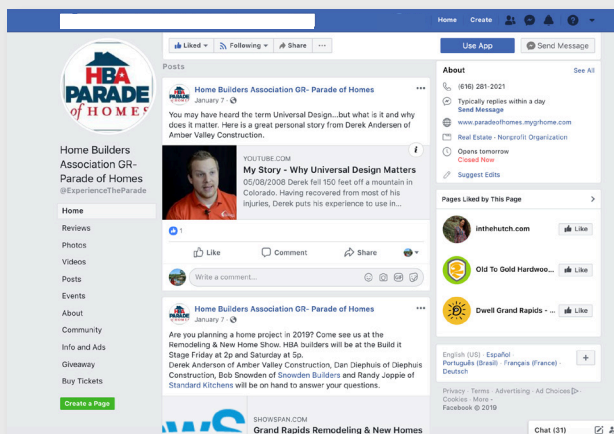 Home Create
HBA
PARADE
of HOMES
Home Builders
Association GR-
Parade of Homes
@ExperienceTheParade
Home
Reviews
Photos
Videos
Posts
Events
About
Community
Info and Ads
Giveaway
Buy Tickets
Create a Page
Liked Following Share
Posts
Home Builders Association GR- Parade of Homes
January 7
You may have heard the term Universal Design...but what is it and why
does it matter. Here is a great personal story from Derek Andersen of
Amber Valley Construction.
YOUTUBE.COM
My Story - Why Universal Design Matters
05/08/2008 Derek fell 150 feet off a mountain in
Colorado. Having recovered from most of his
injuries, Derek puts his experience to use in...
1
Like Comment Share
Write a comment...
GIF
Home Builders Association GR- Parade of Homes
January 7
Are you planning a home project in 2019? Come see us at the
Remodeling & New Home Show. HBA builders will be at the Build it
Stage Friday at 2p and Saturday at 5p.
Derek Andersen of Amber Valley Construction, Dan Diephuis of Diephuis
Construction, Bob Snowden of Snowden Builders and Randy Joppie of
Standard Kitchens will be on hand to answer your questions.
SHOWSPAN.COM
Grand Rapids Remodeling & New Homes
Use App Send Message
About See All
(616) 281-2021
Typically replies within a day
Send Message
www.paradeofhomes.mygrhome.com
Real Estate · Nonprofit Organization
Opens tomorrow
Closed Now
Suggest Edits
Pages Liked by This Page
inthehutch.com Like
Old To Gold Hardwoo... Like
Dwell Grand Rapids - ... Like
English (US) · Español ·
Português (Brasil) · Français (France) ·
Deutsch
Privacy · Terms · Advertising · Ad Choices ·
Cookies · More ·
Facebook © 2019
Chat (31)